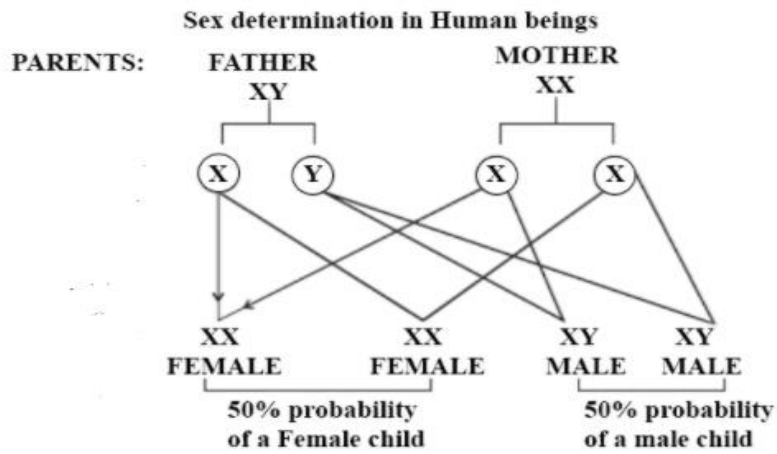 Sex determination in Human beings
PARENTS: FATHER MOTHER
XY XX
X Y X X
XX XX XY XY
FEMALE FEMALE MALE MALE
50% probability 50% probability
of a Female child of a male child